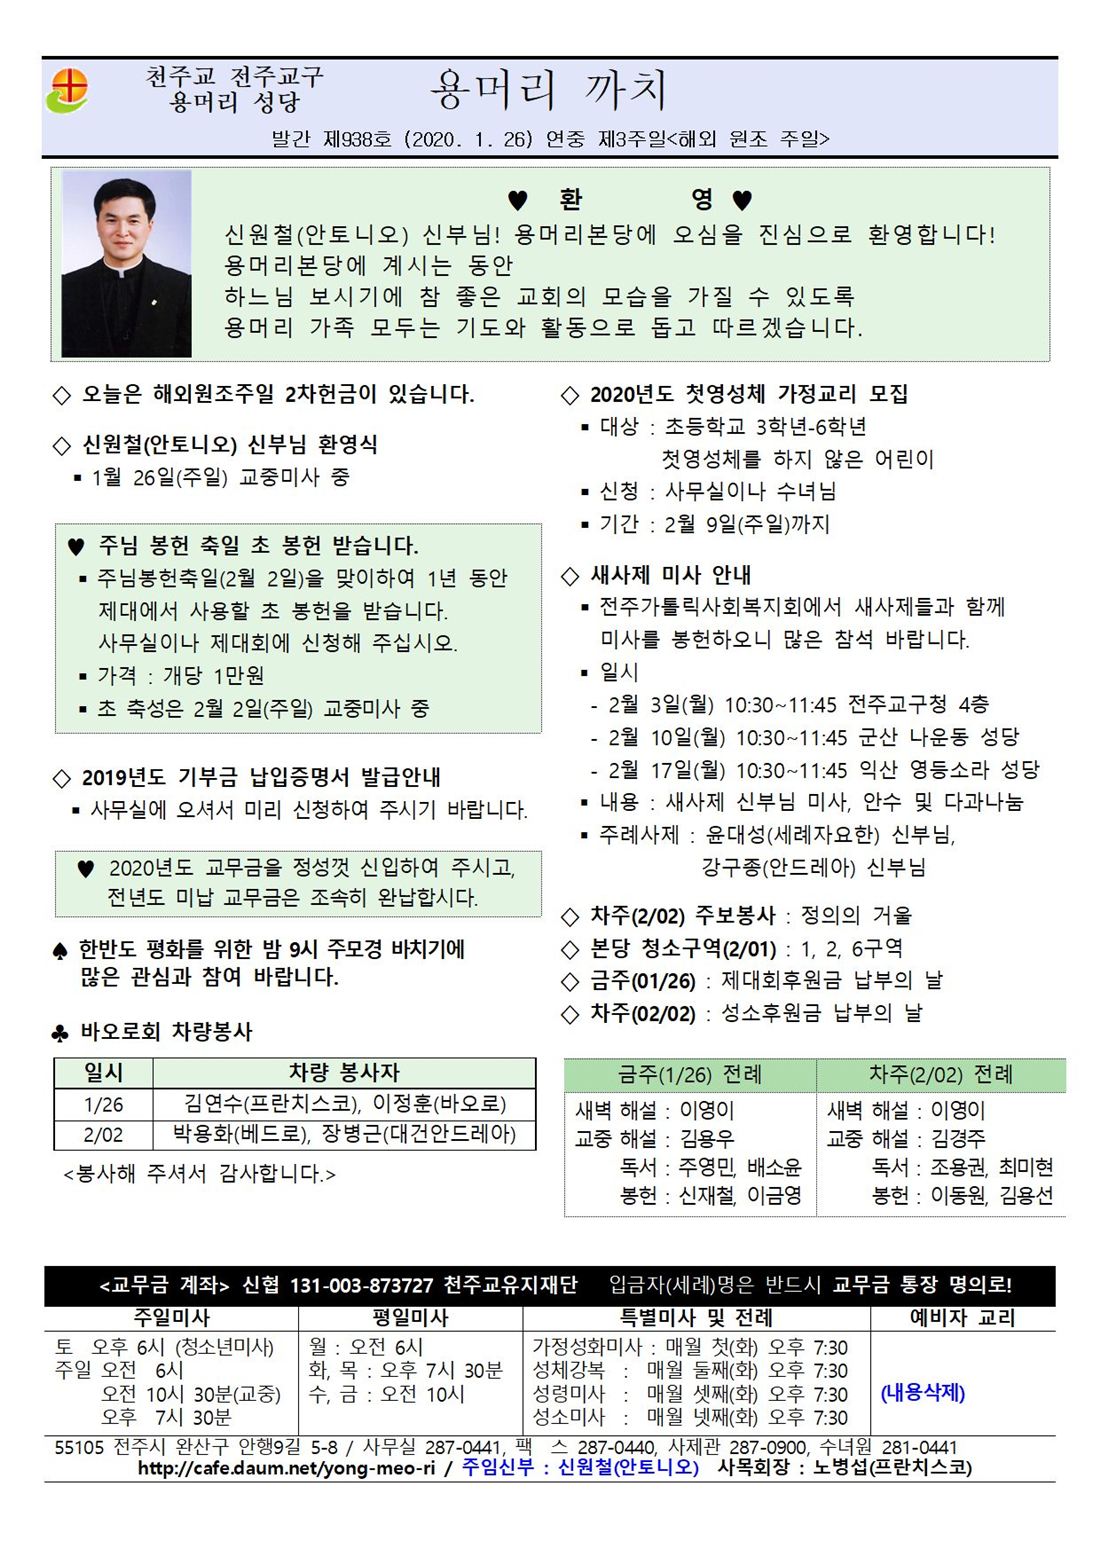 천주교 전주교구
용머리 성당
용머리 까치
발간 제938호 (2020. 1. 26) 연중 제3주일<해외 원조 주일>
♥ 환 영 ♥
신원철(안토니오) 신부님! 용머리본당에 오심을 진심으로 환영합니다!
용머리본당에 계시는 동안
하느님 보시기에 참 좋은 교회의 모습을 가질 수 있도록
용머리 가족 모두는 기도와 활동으로 돕고 따르겠습니다.
◇ 오늘은 해외원조주일 2차헌금이 있습니다.
◇ 신원철(안토니오) 신부님 환영식
▪ 1월 26일(주일) 교중미사 중
♥ 주님 봉헌 축일 초 봉헌 받습니다.
▪ 주님봉헌축일(2월 2일)을 맞이하여 1년 동안
제대에서 사용할 초 봉헌을 받습니다.
사무실이나 제대회에 신청해 주십시오.
▪ 가격 : 개당 1만원
▪ 초 축성은 2월 2일(주일) 교중미사 중
◇ 2019년도 기부금 납입증명서 발급안내
▪ 사무실에 오셔서 미리 신청하여 주시기 바랍니다.
♥ 2020년도 교무금을 정성껏 신입하여 주시고,
전년도 미납 교무금은 조속히 완납합시다.
♠ 한반도 평화를 위한 밤 9시 주모경 바치기에
많은 관심과 참여 바랍니다.
♣ 바오로회 차량봉사
일시 차량 봉사자
1/26 김연수(프란치스코), 이정훈(바오로)
2/02 박용화(베드로), 장병근(대건안드레아)
<봉사해 주셔서 감사합니다.>
◇ 2020년도 첫영성체 가정교리 모집
▪ 대상 : 초등학교 3학년-6학년
첫영성체를 하지 않은 어린이
▪ 신청 : 사무실이나 수녀님
▪ 기간 : 2월 9일(주일)까지
◇ 새사제 미사 안내
▪ 전주가톨릭사회복지회에서 새사제들과 함께
미사를 봉헌하오니 많은 참석 바랍니다.
▪ 일시
- 2월 3일(월) 10:30~11:45 전주교구청 4층
- 2월 10일(월) 10:30~11:45 군산 나운동 성당
- 2월 17일(월) 10:30~11:45 익산 영등소라 성당
▪ 내용 : 새사제 신부님 미사, 안수 및 다과나눔
▪ 주례사제 : 윤대성(세례자요한) 신부님,
강구종(안드레아) 신부님
◇ 차주(2/02) 주보봉사 : 정의의 거울
◇ 본당 청소구역(2/01) : 1, 2, 6구역
◇ 금주(01/26) : 제대회후원금 납부의 날
◇ 차주(02/02) : 성소후원금 납부의 날
금주(1/26) 전례 차주(2/02) 전례
새벽 해설 : 이영이 새벽 해설 : 이영이
교중 해설 : 김용우 교중 해설 : 김경주
독서 : 주영민, 배소윤 독서 : 조용권, 최미현
봉헌 : 신재철, 이금영 봉헌 : 이동원, 김용선
<교무금 계좌> 신협 131-003-873727 천주교유지재단 입금자(세례)명은 반드시 교무금 통장 명의로!
주일미사 평일미사 특별미사 및 전례 예비자 교리
토 오후 6시 (청소년미사) 월 : 오전 6시 가정성화미사 : 매월 첫(화) 오후 7:30
주일 오전 6시 화, 목 : 오후 7시 30분 성체강복 : 매월 둘째(화) 오후 7:30
오전 10시 30분(교중) 수, 금 : 오전 10시 성령미사 : 매월 셋째(화) 오후 7:30 (내용삭제)
오후 7시 30분 성소미사 : 매월 넷째(화) 오후 7:30
55105 전주시 완산구 안행9길 5-8 / 사무실 287-0441, 팩 스 287-0440, 사제관 287-0900, 수녀원 281-0441
http://cafe.daum.net/yong-meo-ri / 주임신부 : 신원철(안토니오) 사목회장 : 노병섭(프란치스코)